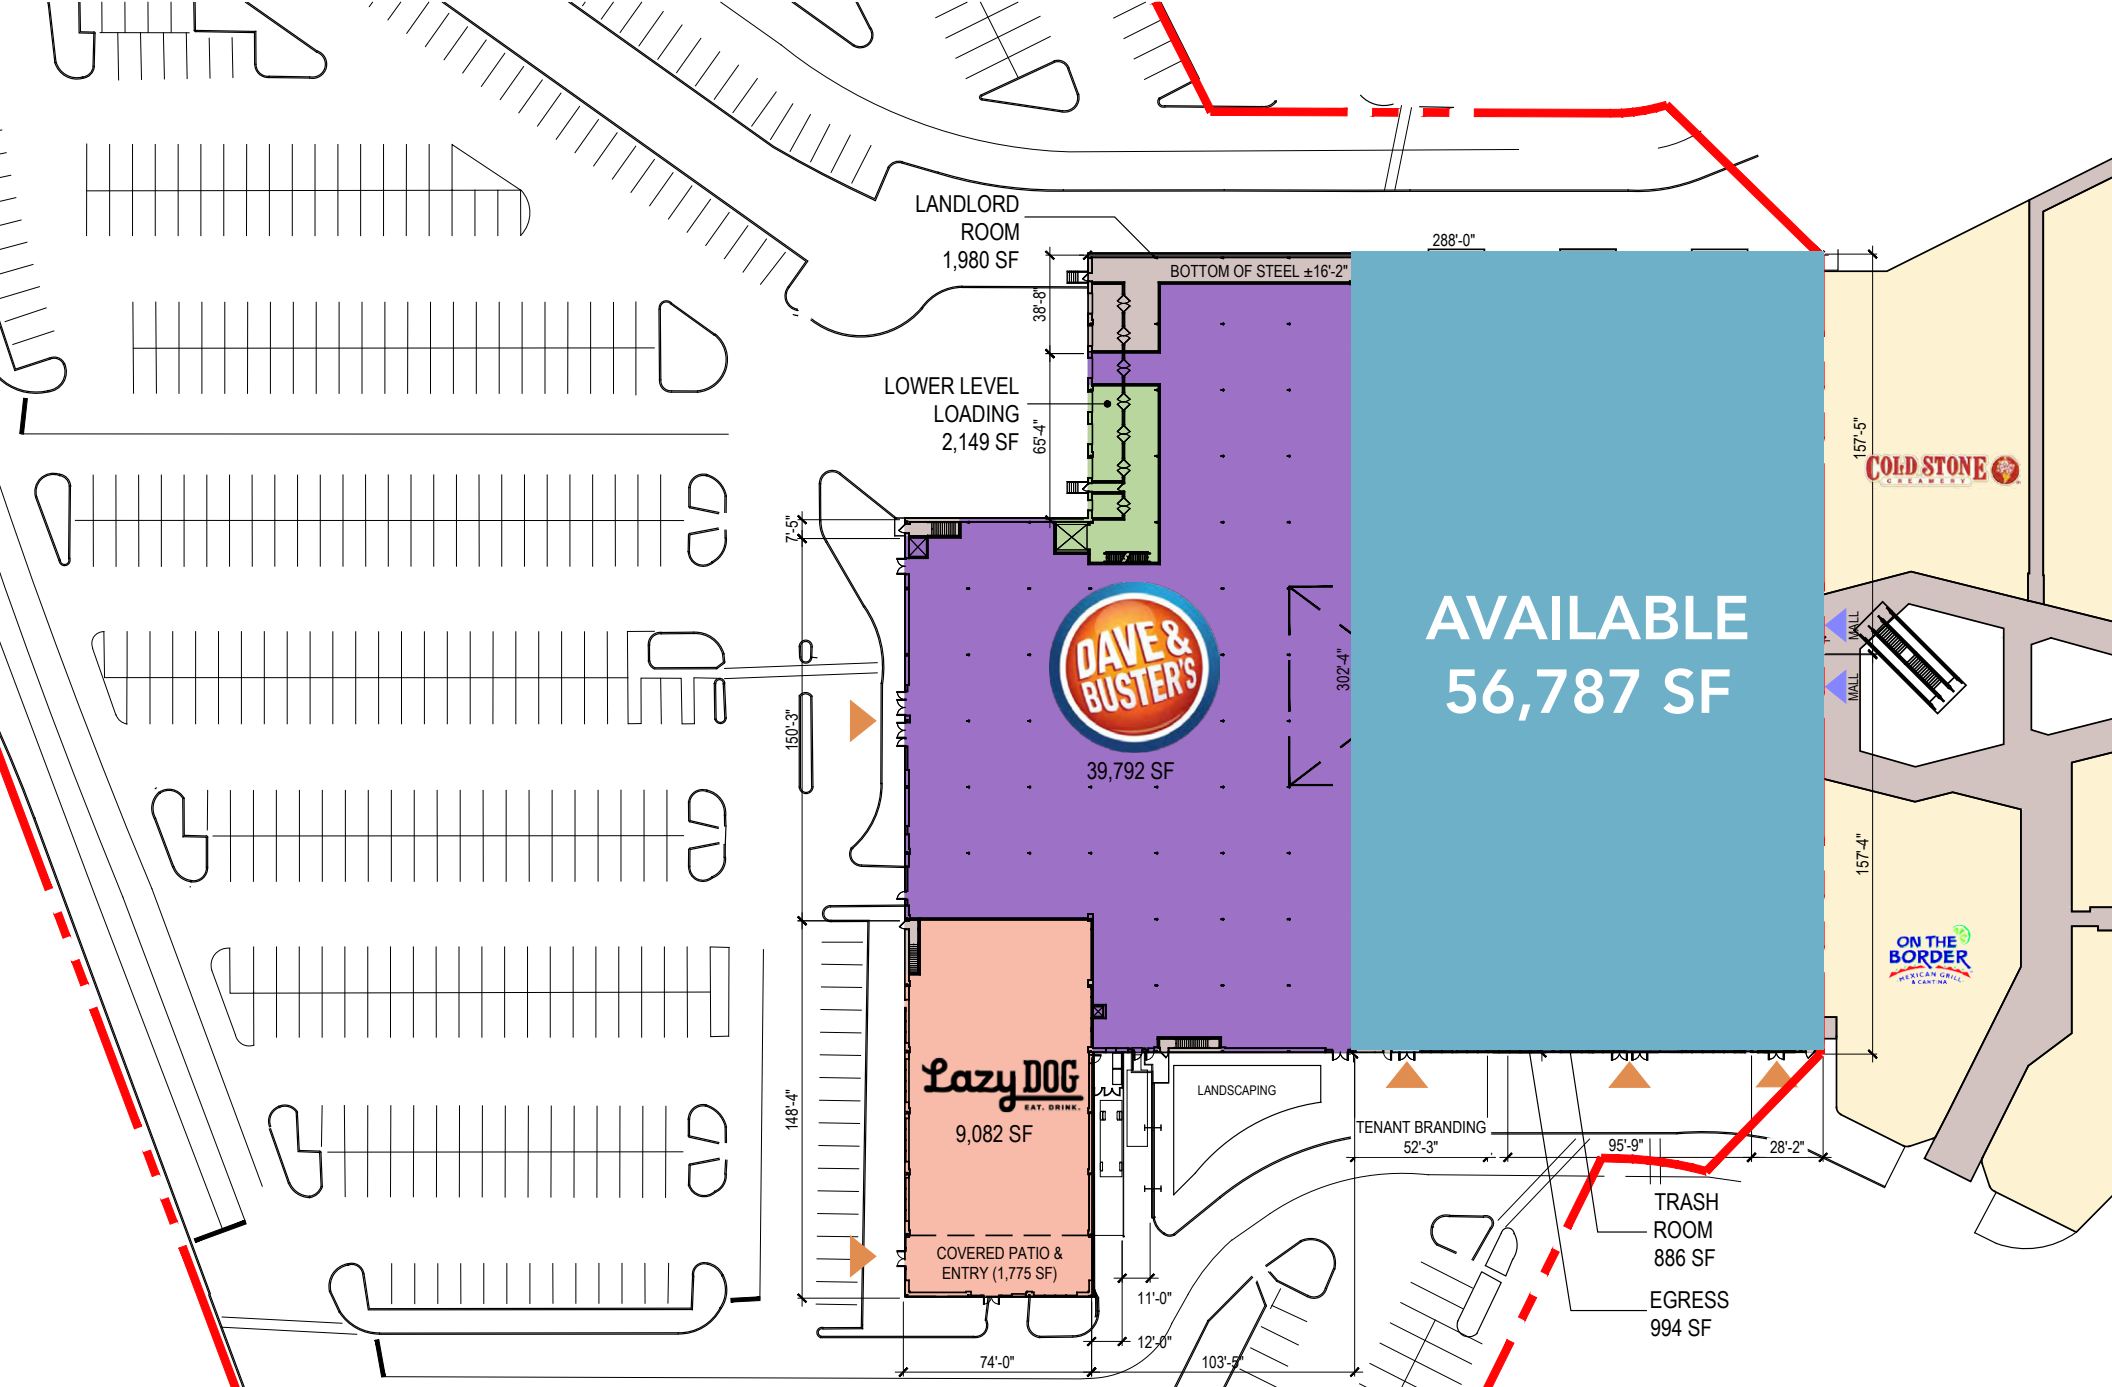 LANDLORD
ROOM
1,980 SF
288'-0"
BOTTOM OF STEEL ±16'-2"
38'-8"
LOWER LEVEL
LOADING
2,149 SF
65'-4"
157'-5"
COLD STONE
CREAMERY
7'-5"
DAVE &
BUSTER'S
39,792 SF
302'-4"
AVAILABLE
56,787 SF
MALL
MALL
150'-3"
157'-4"
ON THE
BORDER
MEXICAN GRILL
& CANTINA
Lazy DOG
EAT. DRINK.
9,082 SF
148'-4"
LANDSCAPING
TENANT BRANDING
52'-3"
95'-9"
28'-2"
TRASH
ROOM
886 SF
EGRESS
994 SF
COVERED PATIO &
ENTRY (1,775 SF)
11'-0"
12'-0"
74'-0"
103'-5"